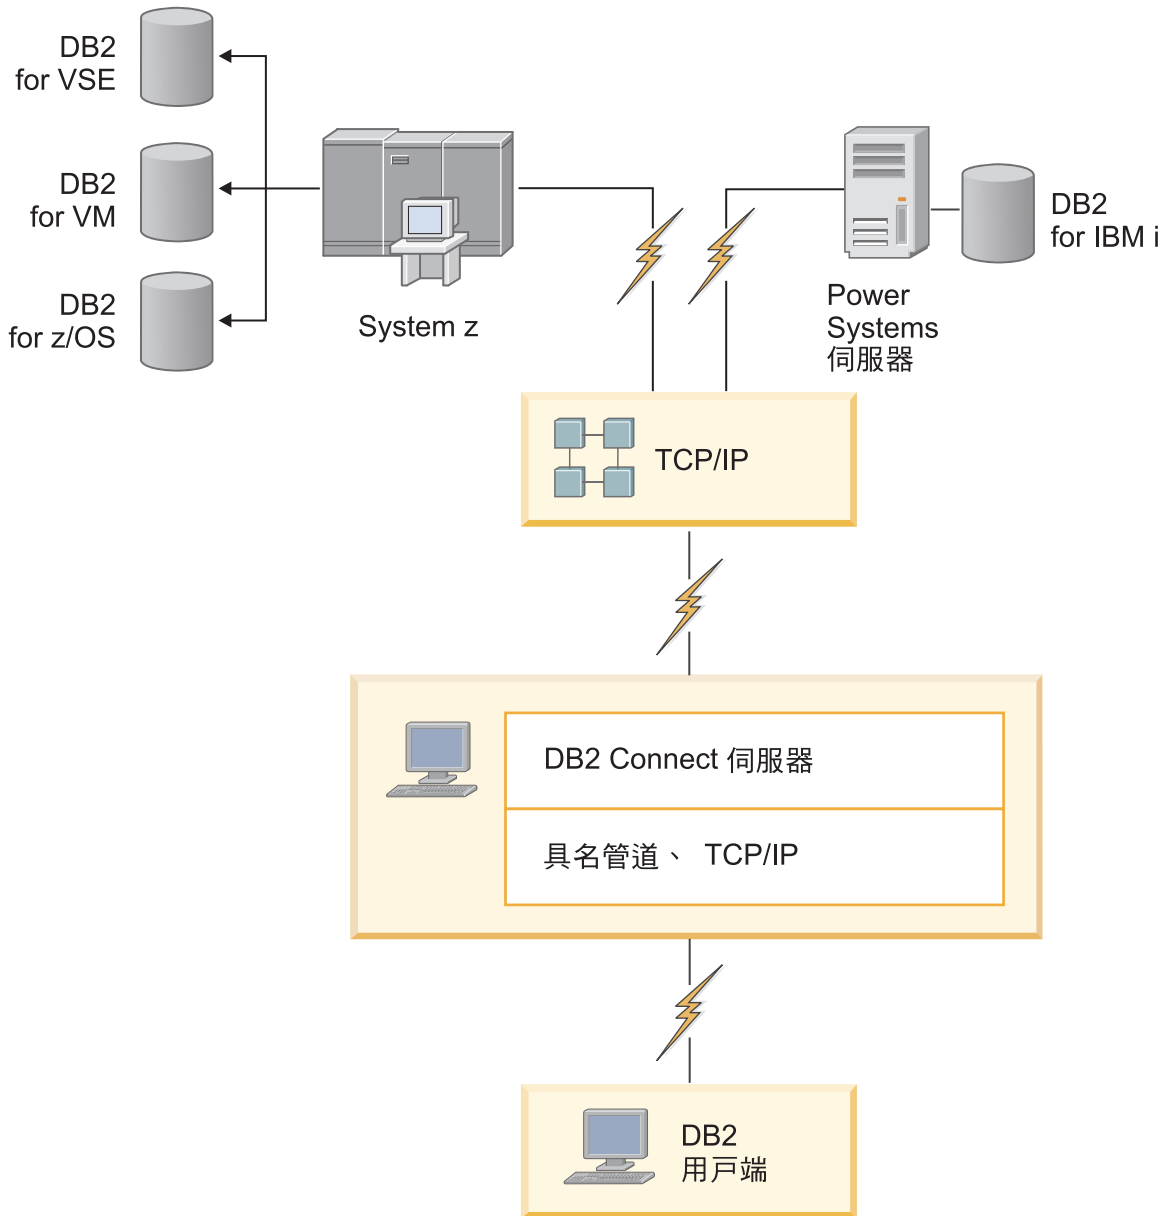 DB2
for VSE
DB2
for VM
DB2
for z/OS
System z
Power
Systems
伺服器
DB2
for IBM i
TCP/IP
DB2 Connect 伺服器
具名管道、 TCP/IP
DB2
用戶端